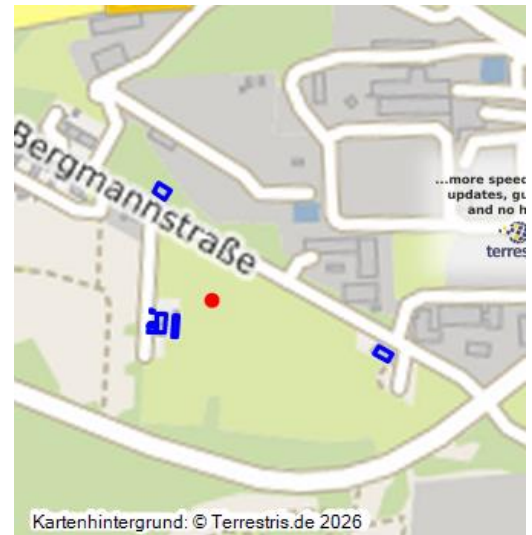 Bergmannstraße
...more speed
updates, gu
and no h
terres
Kartenhintergrund: © Terrestris.de 2026